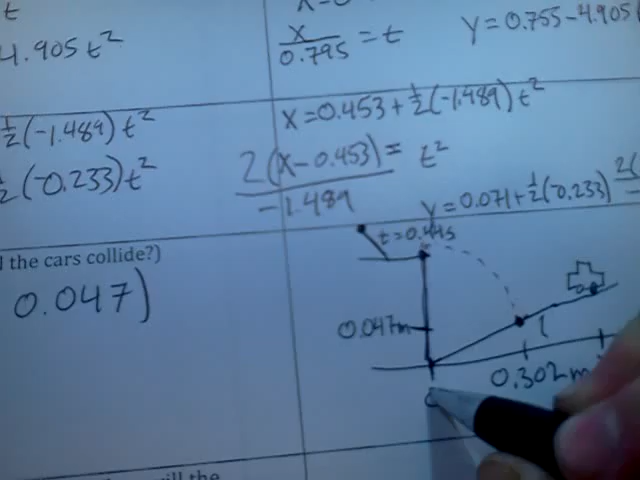 t
4.905t²
x/0.795 = t
y = 0.755 - 4.905
½(-1.489)t²
½(-0.233)t²
x = 0.453 + ½(-1.489)t²
2(x - 0.453)/-1.489 = t²
y = 0.071 + ½(-0.233) 2(
the cars collide?)
0.047)
0.047m
0.302m
will the